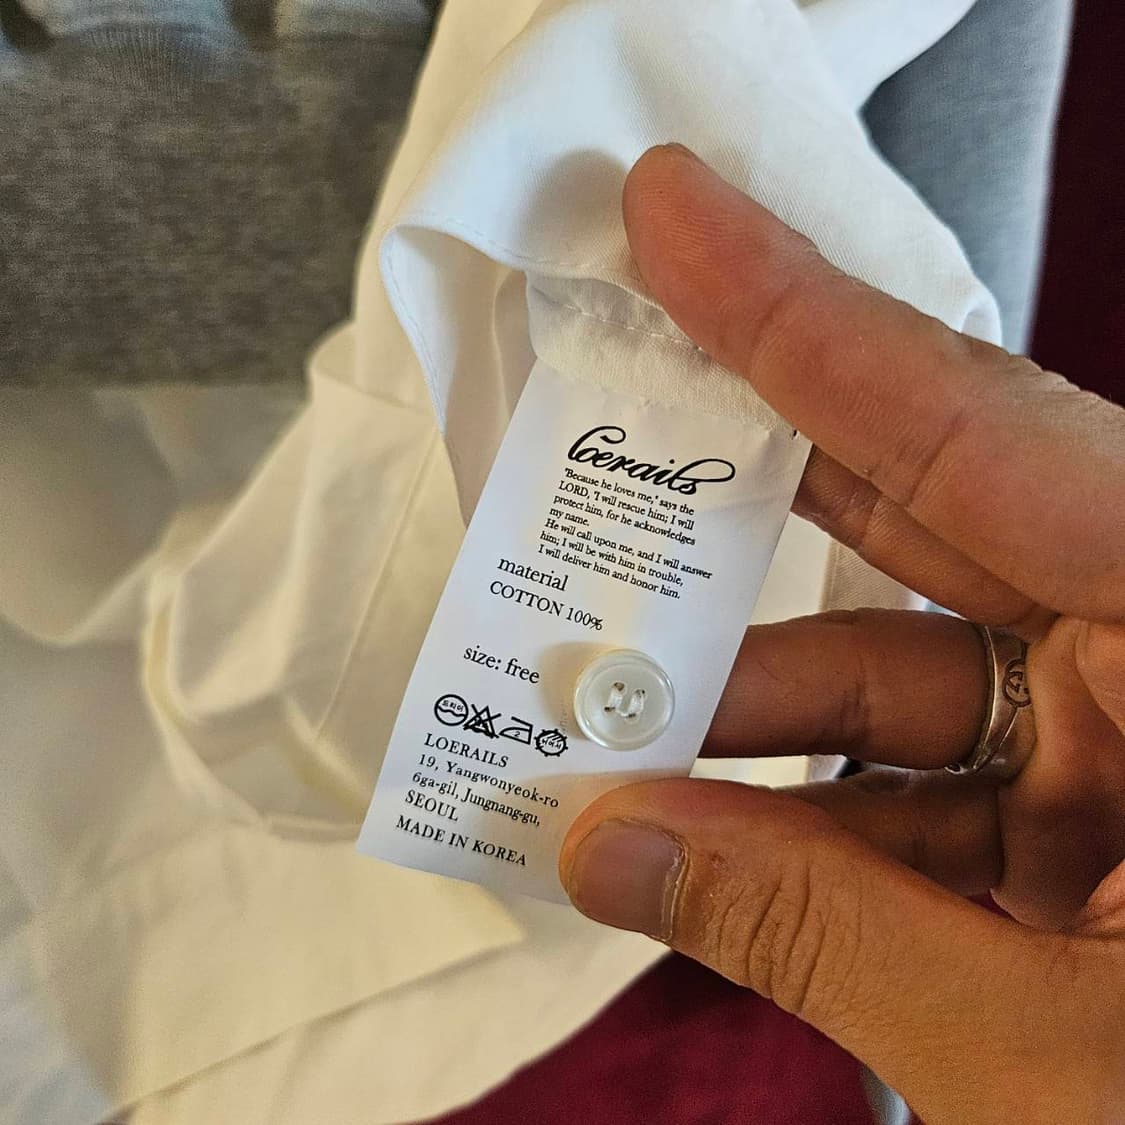 Loerails
"Because he loves me," says the
LORD, "I will rescue him; I will
protect him, for he acknowledges
my name.
He will call upon me, and I will answer
him; I will be with him in trouble,
I will deliver him and honor him.
material
COTTON 100%
size: free
드라이
LOERAILS
19, Yangwonyeok-ro
6ga-gil, Jungnang-gu,
SEOUL
MADE IN KOREA